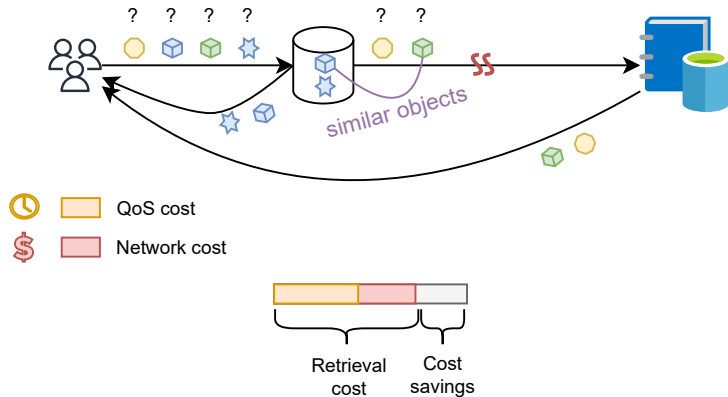 ? ? ? ? ? ?
similar objects
QoS cost
$ Network cost
Retrieval
cost
Cost
savings